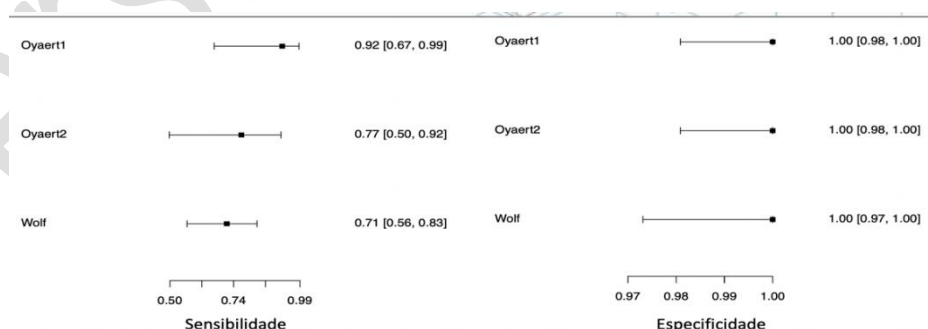 Oyaert1 0.92 [0.67, 0.99] Oyaert1 1.00 [0.98, 1.00]
Oyaert2 0.77 [0.50, 0.92] Oyaert2 1.00 [0.98, 1.00]
Wolf 0.71 [0.56, 0.83] Wolf 1.00 [0.97, 1.00]
0.50 0.74 0.99 0.97 0.98 0.99 1.00
Sensibilidade Especificidade